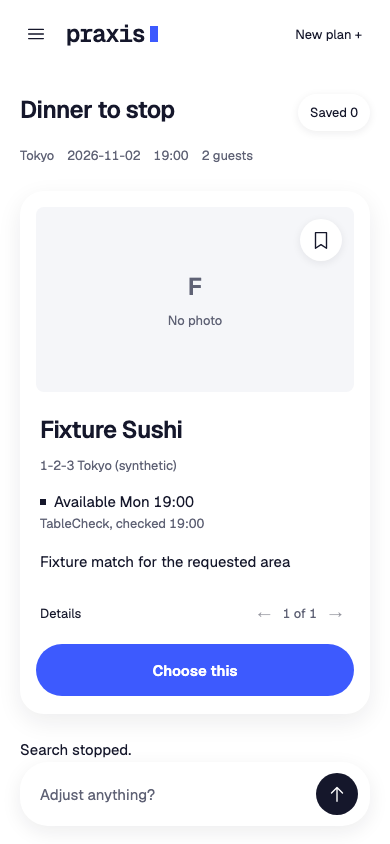 praxis
New plan +
Dinner to stop
Saved 0
Tokyo 2026-11-02 19:00 2 guests
F
No photo
Fixture Sushi
1-2-3 Tokyo (synthetic)
Available Mon 19:00
TableCheck, checked 19:00
Fixture match for the requested area
Details ← 1 of 1 →
Choose this
Search stopped.
Adjust anything?